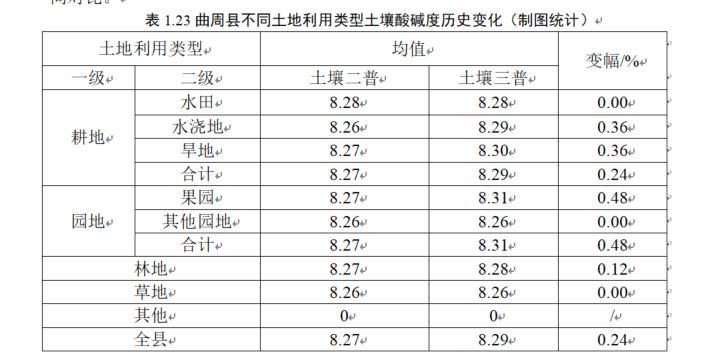 表 1.23 曲周县不同土地利用类型土壤酸碱度历史变化（制图统计）
土地利用类型 均值 变幅/%
一级 二级 土壤二普 土壤三普
耕地 水田 8.28 8.28 0.00
水浇地 8.26 8.29 0.36
旱地 8.27 8.30 0.36
合计 8.27 8.29 0.24
园地 果园 8.27 8.31 0.48
其他园地 8.26 8.26 0.00
合计 8.27 8.31 0.48
林地 8.27 8.28 0.12
草地 8.26 8.26 0.00
其他 0 0 /
全县 8.27 8.29 0.24